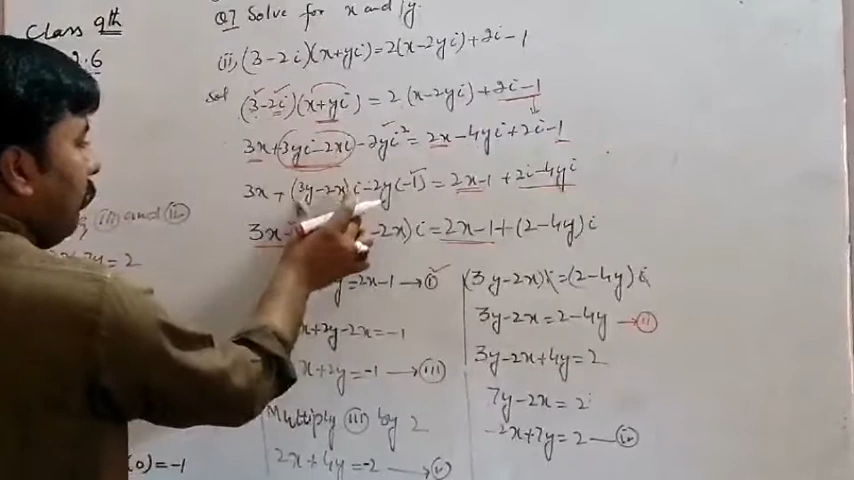 Class 9th
2.6
Q7 Solve for x and y.
(ii) (3-2i)(x+yi)=2(x-2yi)+2i-1
Sol (3-2i)(x+yi) = 2(x-2yi)+2i-1
3x+3yi-2xi-2yi²=2x-4yi+2i-1
3x+(3y-2x)i-2y(-1)=2x-1+2i-4yi
3x -2x)i=2x-1+(2-4y)i
y=2x-1 → (i)
x+2y-2x=-1
x+2y=-1 → (iii)
Multiply (iii) by 2
2x+4y=-2 → (v)
(3y-2x)i=(2-4y)i
3y-2x=2-4y → (ii)
3y-2x+4y=2
7y-2x=2
-2x+7y=2 — (iv)
(iii) and (iv)
=2
(0)=-1